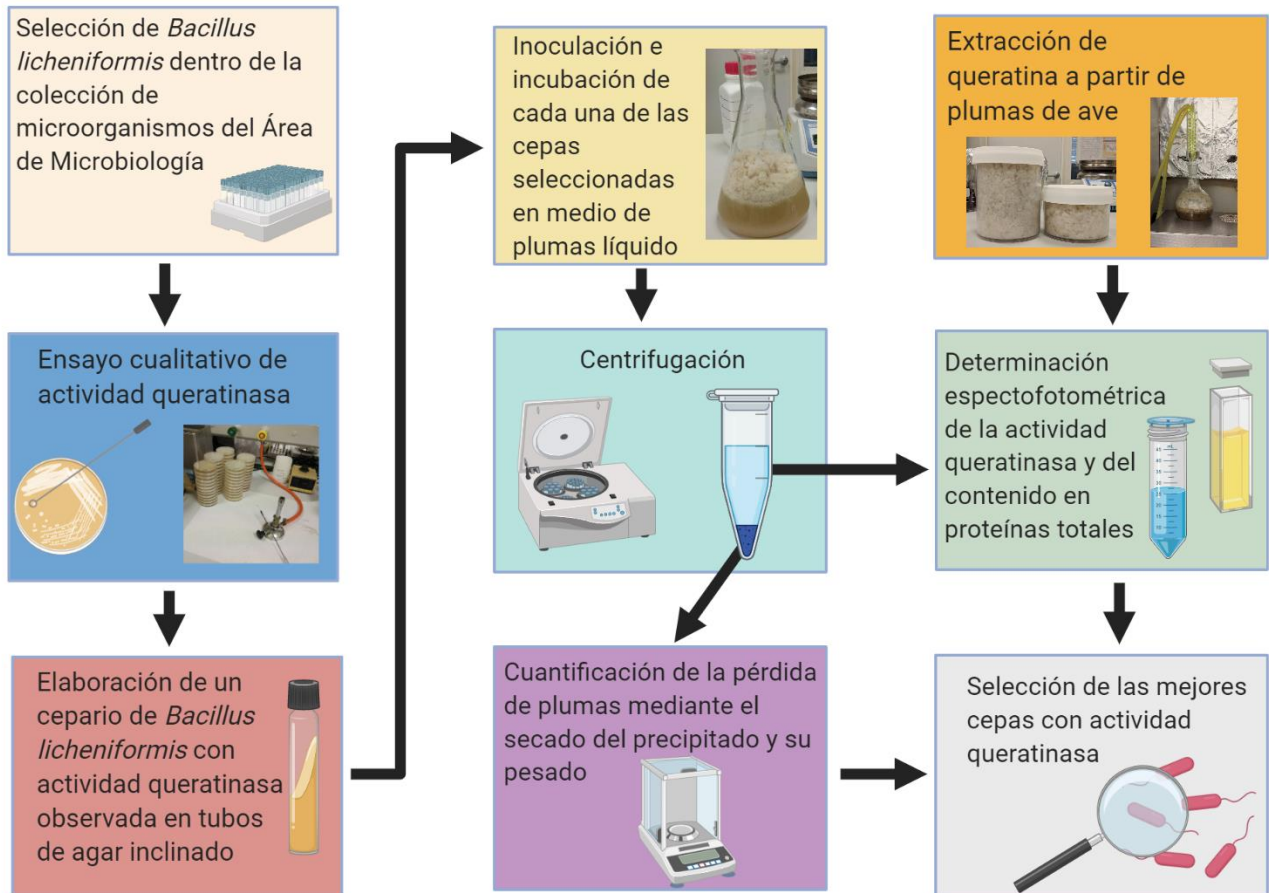 Selección de Bacillus
licheniformis dentro de la
colección de
microorganismos del Área
de Microbiología
Ensayo cualitativo de
actividad queratinasa
Elaboración de un
cepario de Bacillus
licheniformis con
actividad queratinasa
observada en tubos
de agar inclinado
Inoculación e
incubación de
cada una de las
cepas
seleccionadas
en medio de
plumas líquido
Centrifugación
Cuantificación de la pérdida
de plumas mediante el
secado del precipitado y su
pesado
Extracción de
queratina a partir de
plumas de ave
Determinación
espectofotométrica
de la actividad
queratinasa y del
contenido en
proteínas totales
Selección de las mejores
cepas con actividad
queratinasa